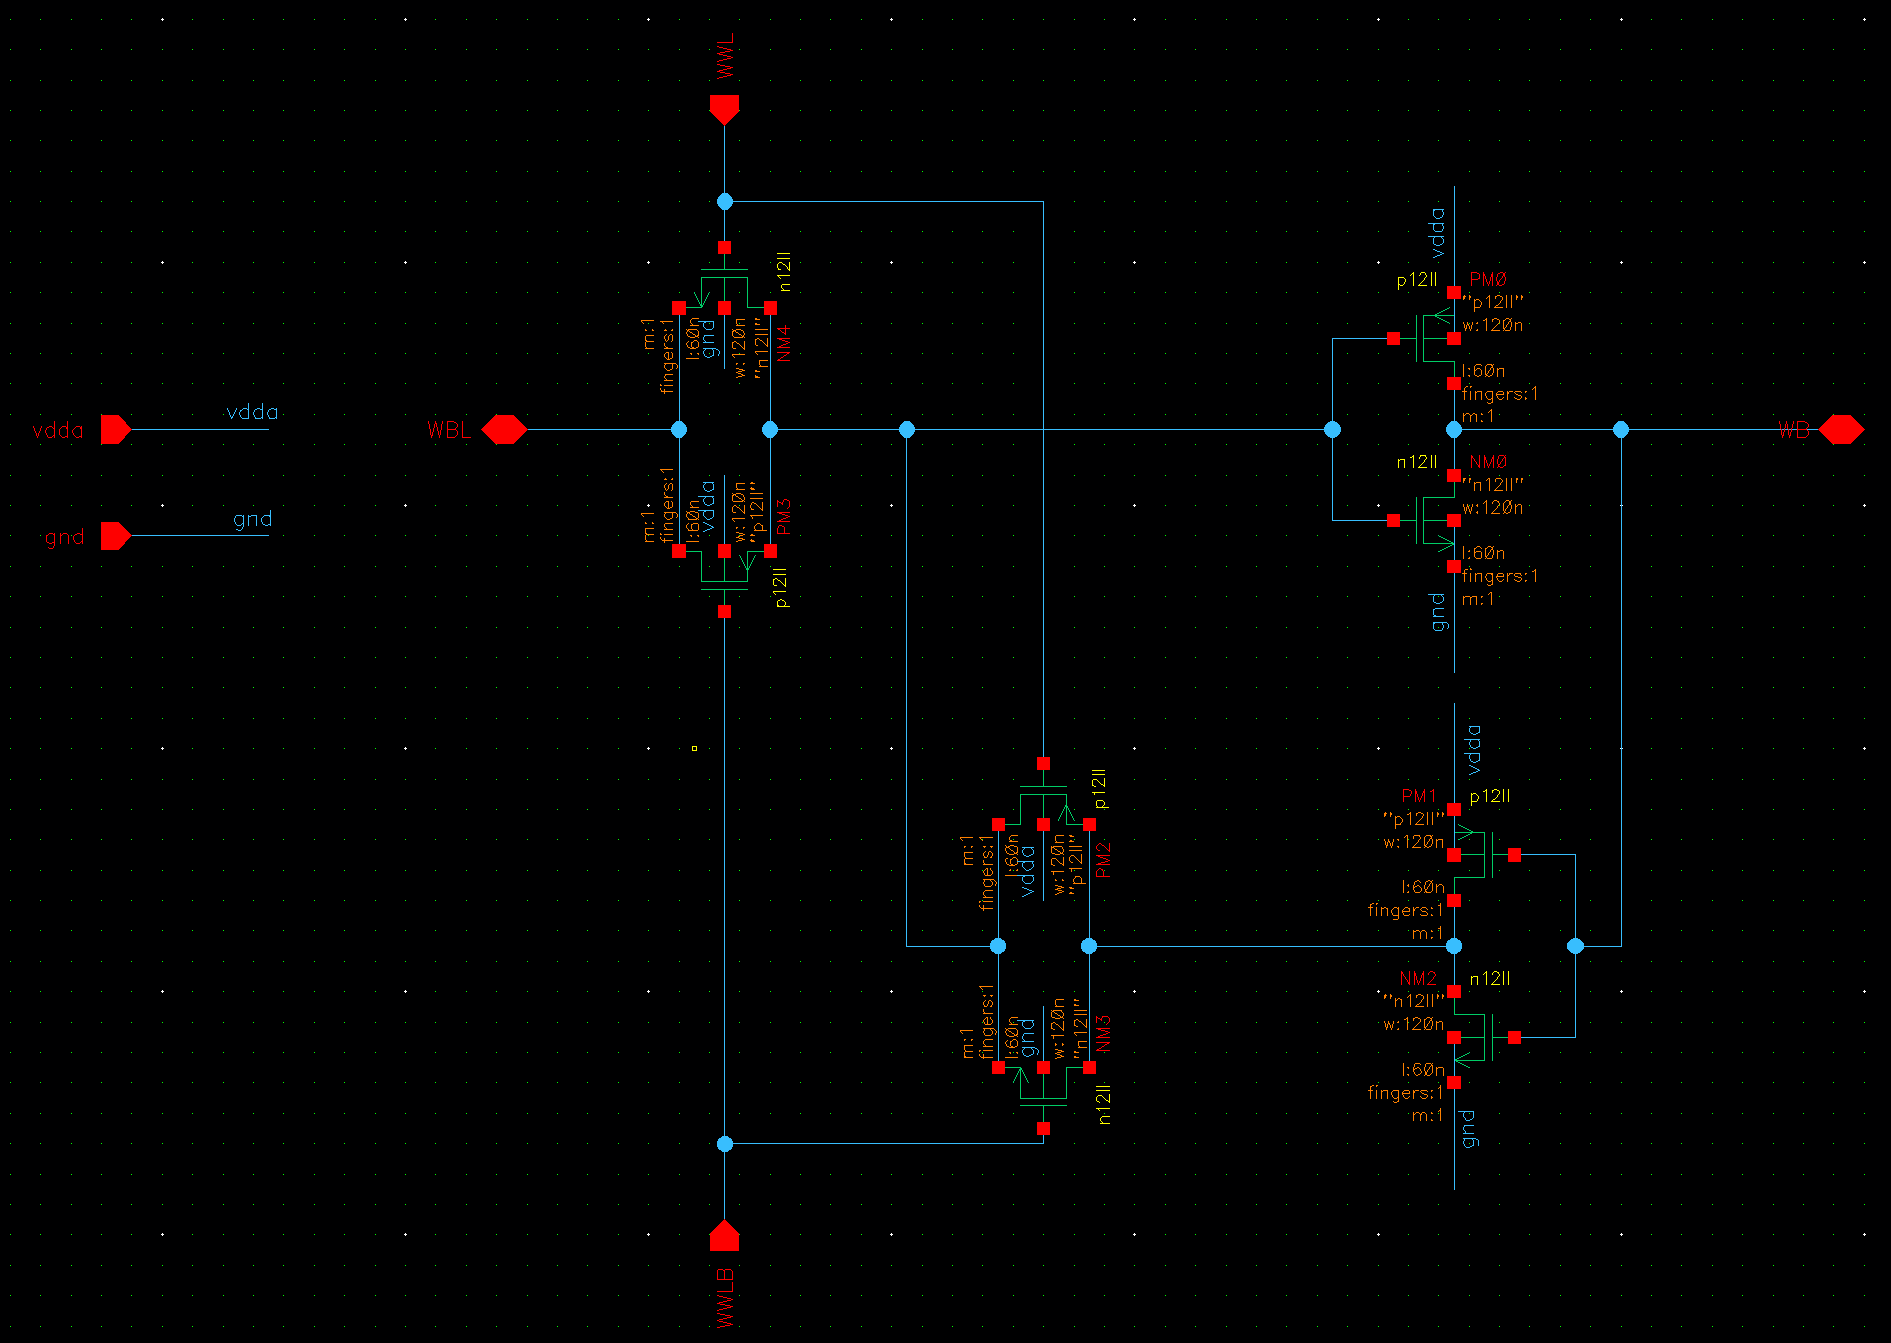 WWL
n12ll
m:1
fingers:1
l:60n
gnd
w:120n
"n12ll"
NM4
vdda
vdda
gnd
gnd
WBL
m:1
fingers:1
l:60n
vdda
w:120n
"p12ll"
PM3
p12ll
vdda
p12ll
PM0
"p12ll"
w:120n
l:60n
fingers:1
m:1
WB
n12ll
NM0
"n12ll"
w:120n
l:60n
fingers:1
m:1
gnd
p12ll
m:1
fingers:1
l:60n
vdda
w:120n
"p12ll"
PM2
m:1
fingers:1
l:60n
gnd
w:120n
"n12ll"
NM3
n12ll
vdda
PM1
p12ll
"p12ll"
w:120n
l:60n
fingers:1
m:1
NM2
n12ll
"n12ll"
w:120n
l:60n
fingers:1
m:1
gnd
WWLB